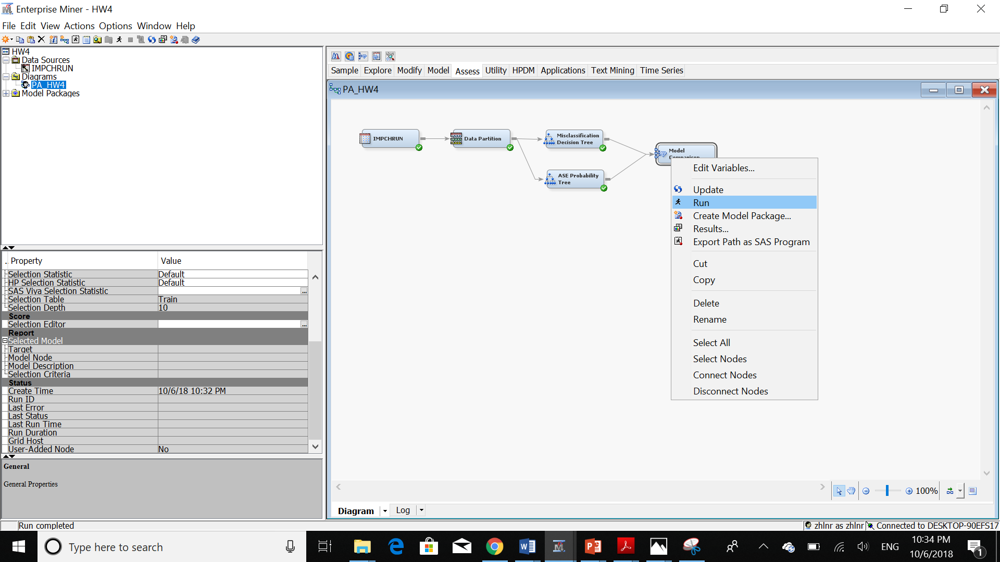 Enterprise Miner - HW4
File Edit View Actions Options Window Help
HW4
Data Sources
IMPCHRUN
Diagrams
PA_HW4
Model Packages
.. Property Value
Selection Statistic Default
HP Selection Statistic Default
SAS Viya Selection Statistic ...
Selection Table Train
Selection Depth 10
Score
Selection Editor ...
Report
Selected Model
Target
Model Node
Model Description
Selection Criteria
Status
Create Time 10/6/18 10:32 PM
Run ID
Last Error
Last Status
Last Run Time
Run Duration
Grid Host
User-Added Node No
General
General Properties
Run completed
Sample Explore Modify Model Assess Utility HPDM Applications Text Mining Time Series
PA_HW4
IMPCHRUN
Data Partition
Misclassification
Decision Tree
ASE Probability
Tree
Model
Comparison
Edit Variables...
Update
Run
Create Model Package...
Results...
Export Path as SAS Program
Cut
Copy
Delete
Rename
Select All
Select Nodes
Connect Nodes
Disconnect Nodes
100%
Diagram Log
zhlnr as zhlnr Connected to DESKTOP-90EFS17
Type here to search
ENG
10:34 PM
10/6/2018
1